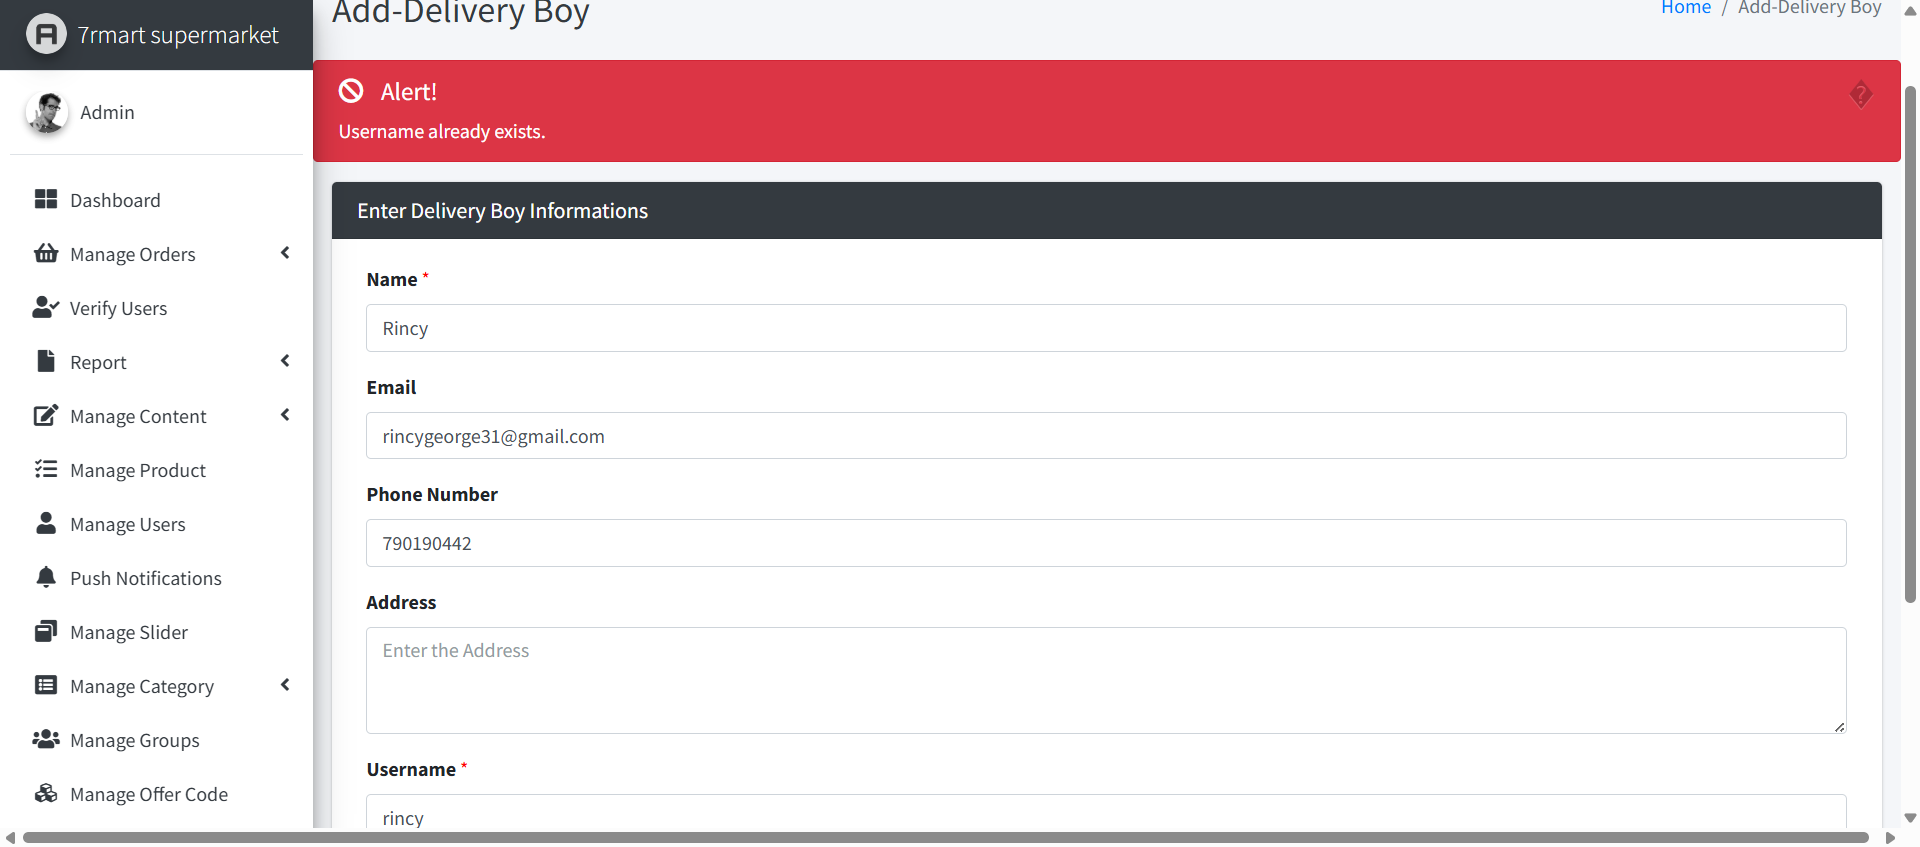 7rmart supermarket
Admin
Dashboard
Manage Orders
Verify Users
Report
Manage Content
Manage Product
Manage Users
Push Notifications
Manage Slider
Manage Category
Manage Groups
Manage Offer Code
Add-Delivery Boy
Home / Add-Delivery Boy
Alert!
Username already exists.
Enter Delivery Boy Informations
Name *
Rincy
Email
rincygeorge31@gmail.com
Phone Number
790190442
Address
Enter the Address
Username *
rincy